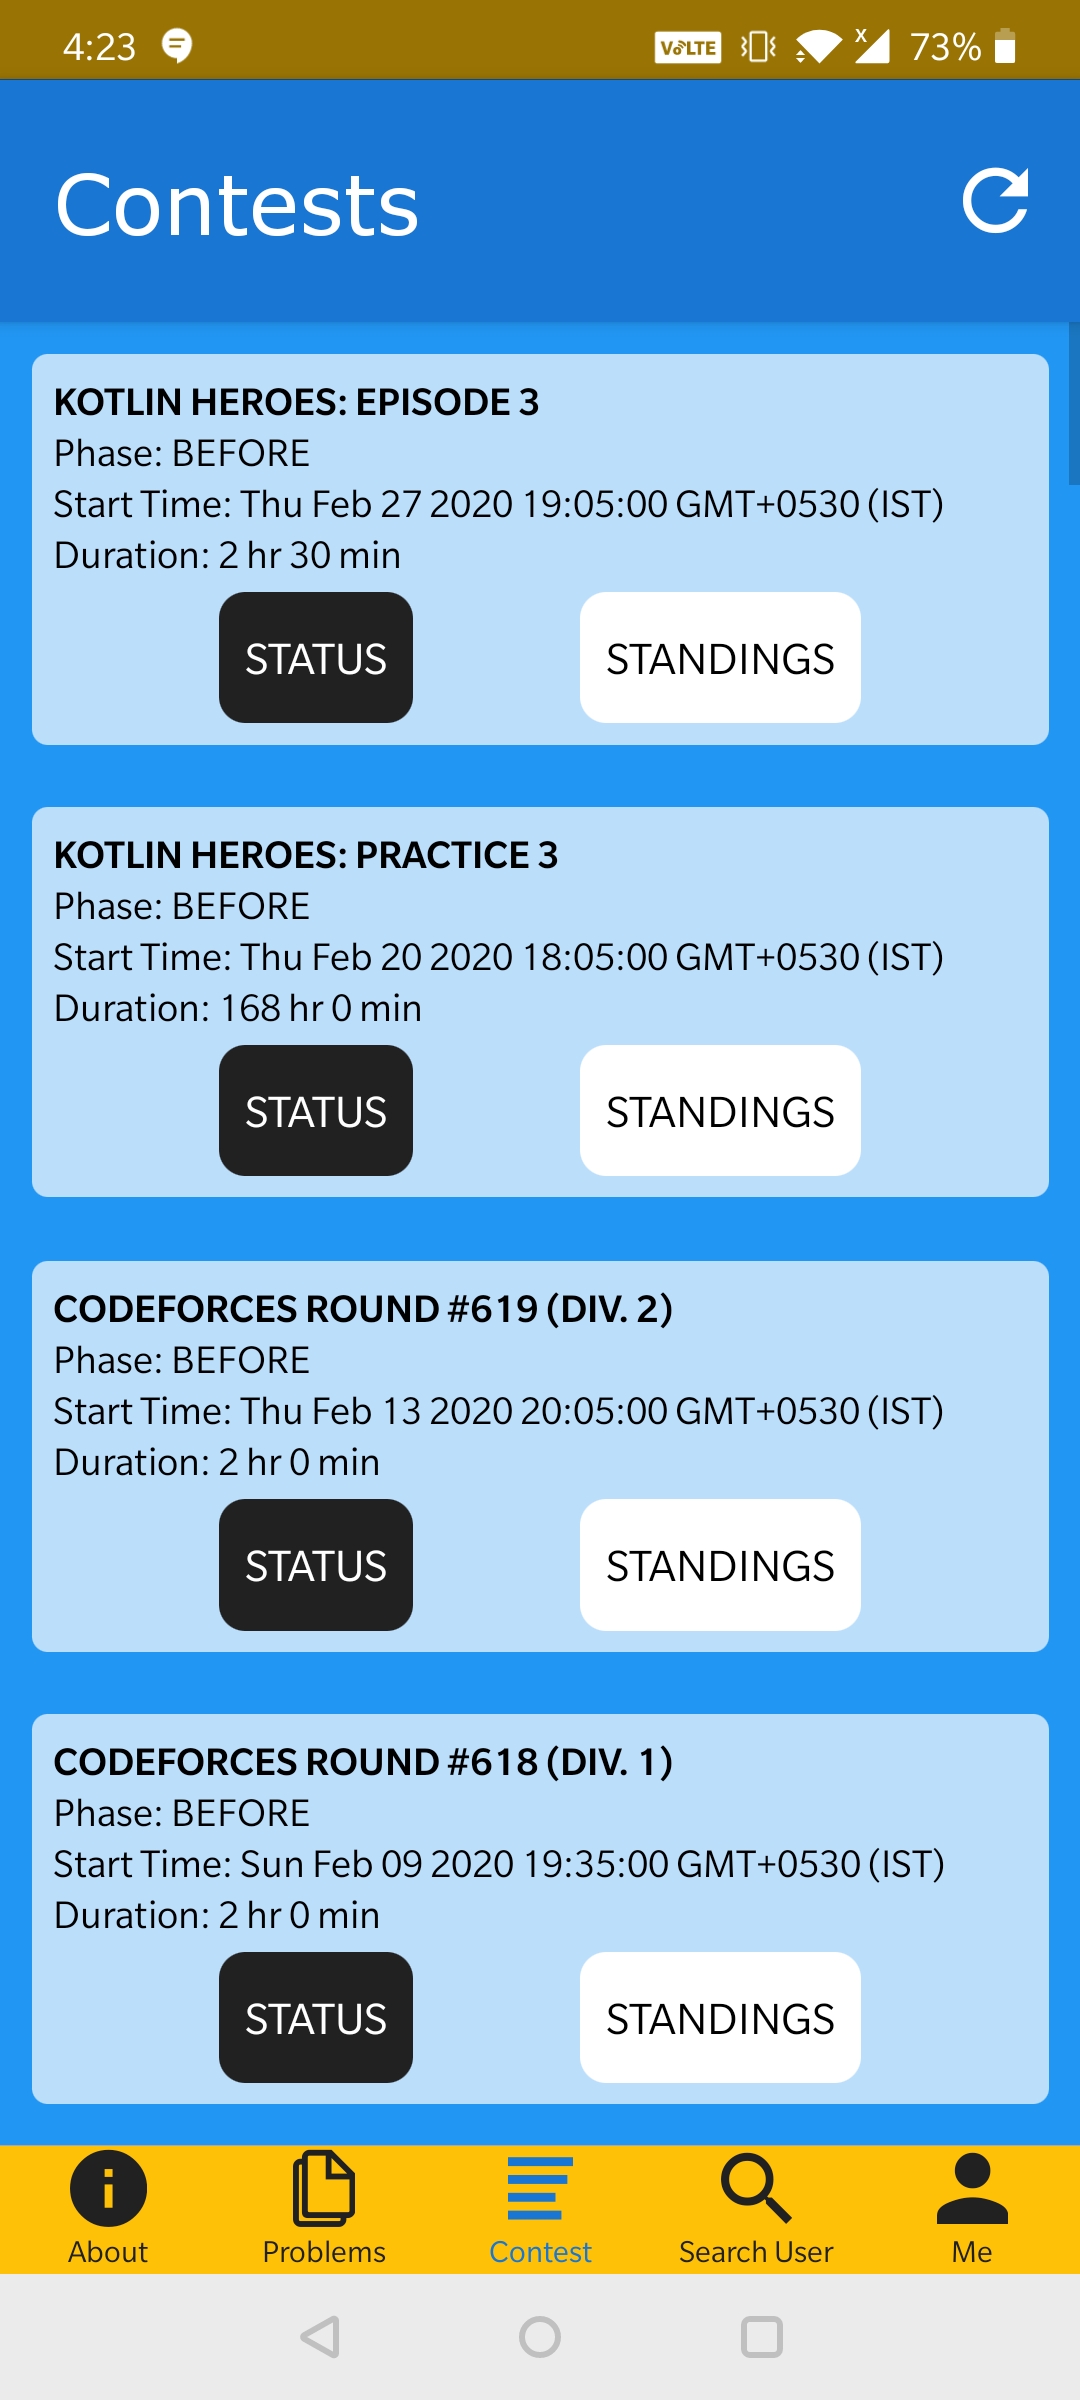 4:23 VoLTE X 73%
Contests
KOTLIN HEROES: EPISODE 3
Phase: BEFORE
Start Time: Thu Feb 27 2020 19:05:00 GMT+0530 (IST)
Duration: 2 hr 30 min
STATUS STANDINGS
KOTLIN HEROES: PRACTICE 3
Phase: BEFORE
Start Time: Thu Feb 20 2020 18:05:00 GMT+0530 (IST)
Duration: 168 hr 0 min
STATUS STANDINGS
CODEFORCES ROUND #619 (DIV. 2)
Phase: BEFORE
Start Time: Thu Feb 13 2020 20:05:00 GMT+0530 (IST)
Duration: 2 hr 0 min
STATUS STANDINGS
CODEFORCES ROUND #618 (DIV. 1)
Phase: BEFORE
Start Time: Sun Feb 09 2020 19:35:00 GMT+0530 (IST)
Duration: 2 hr 0 min
STATUS STANDINGS
About Problems Contest Search User Me